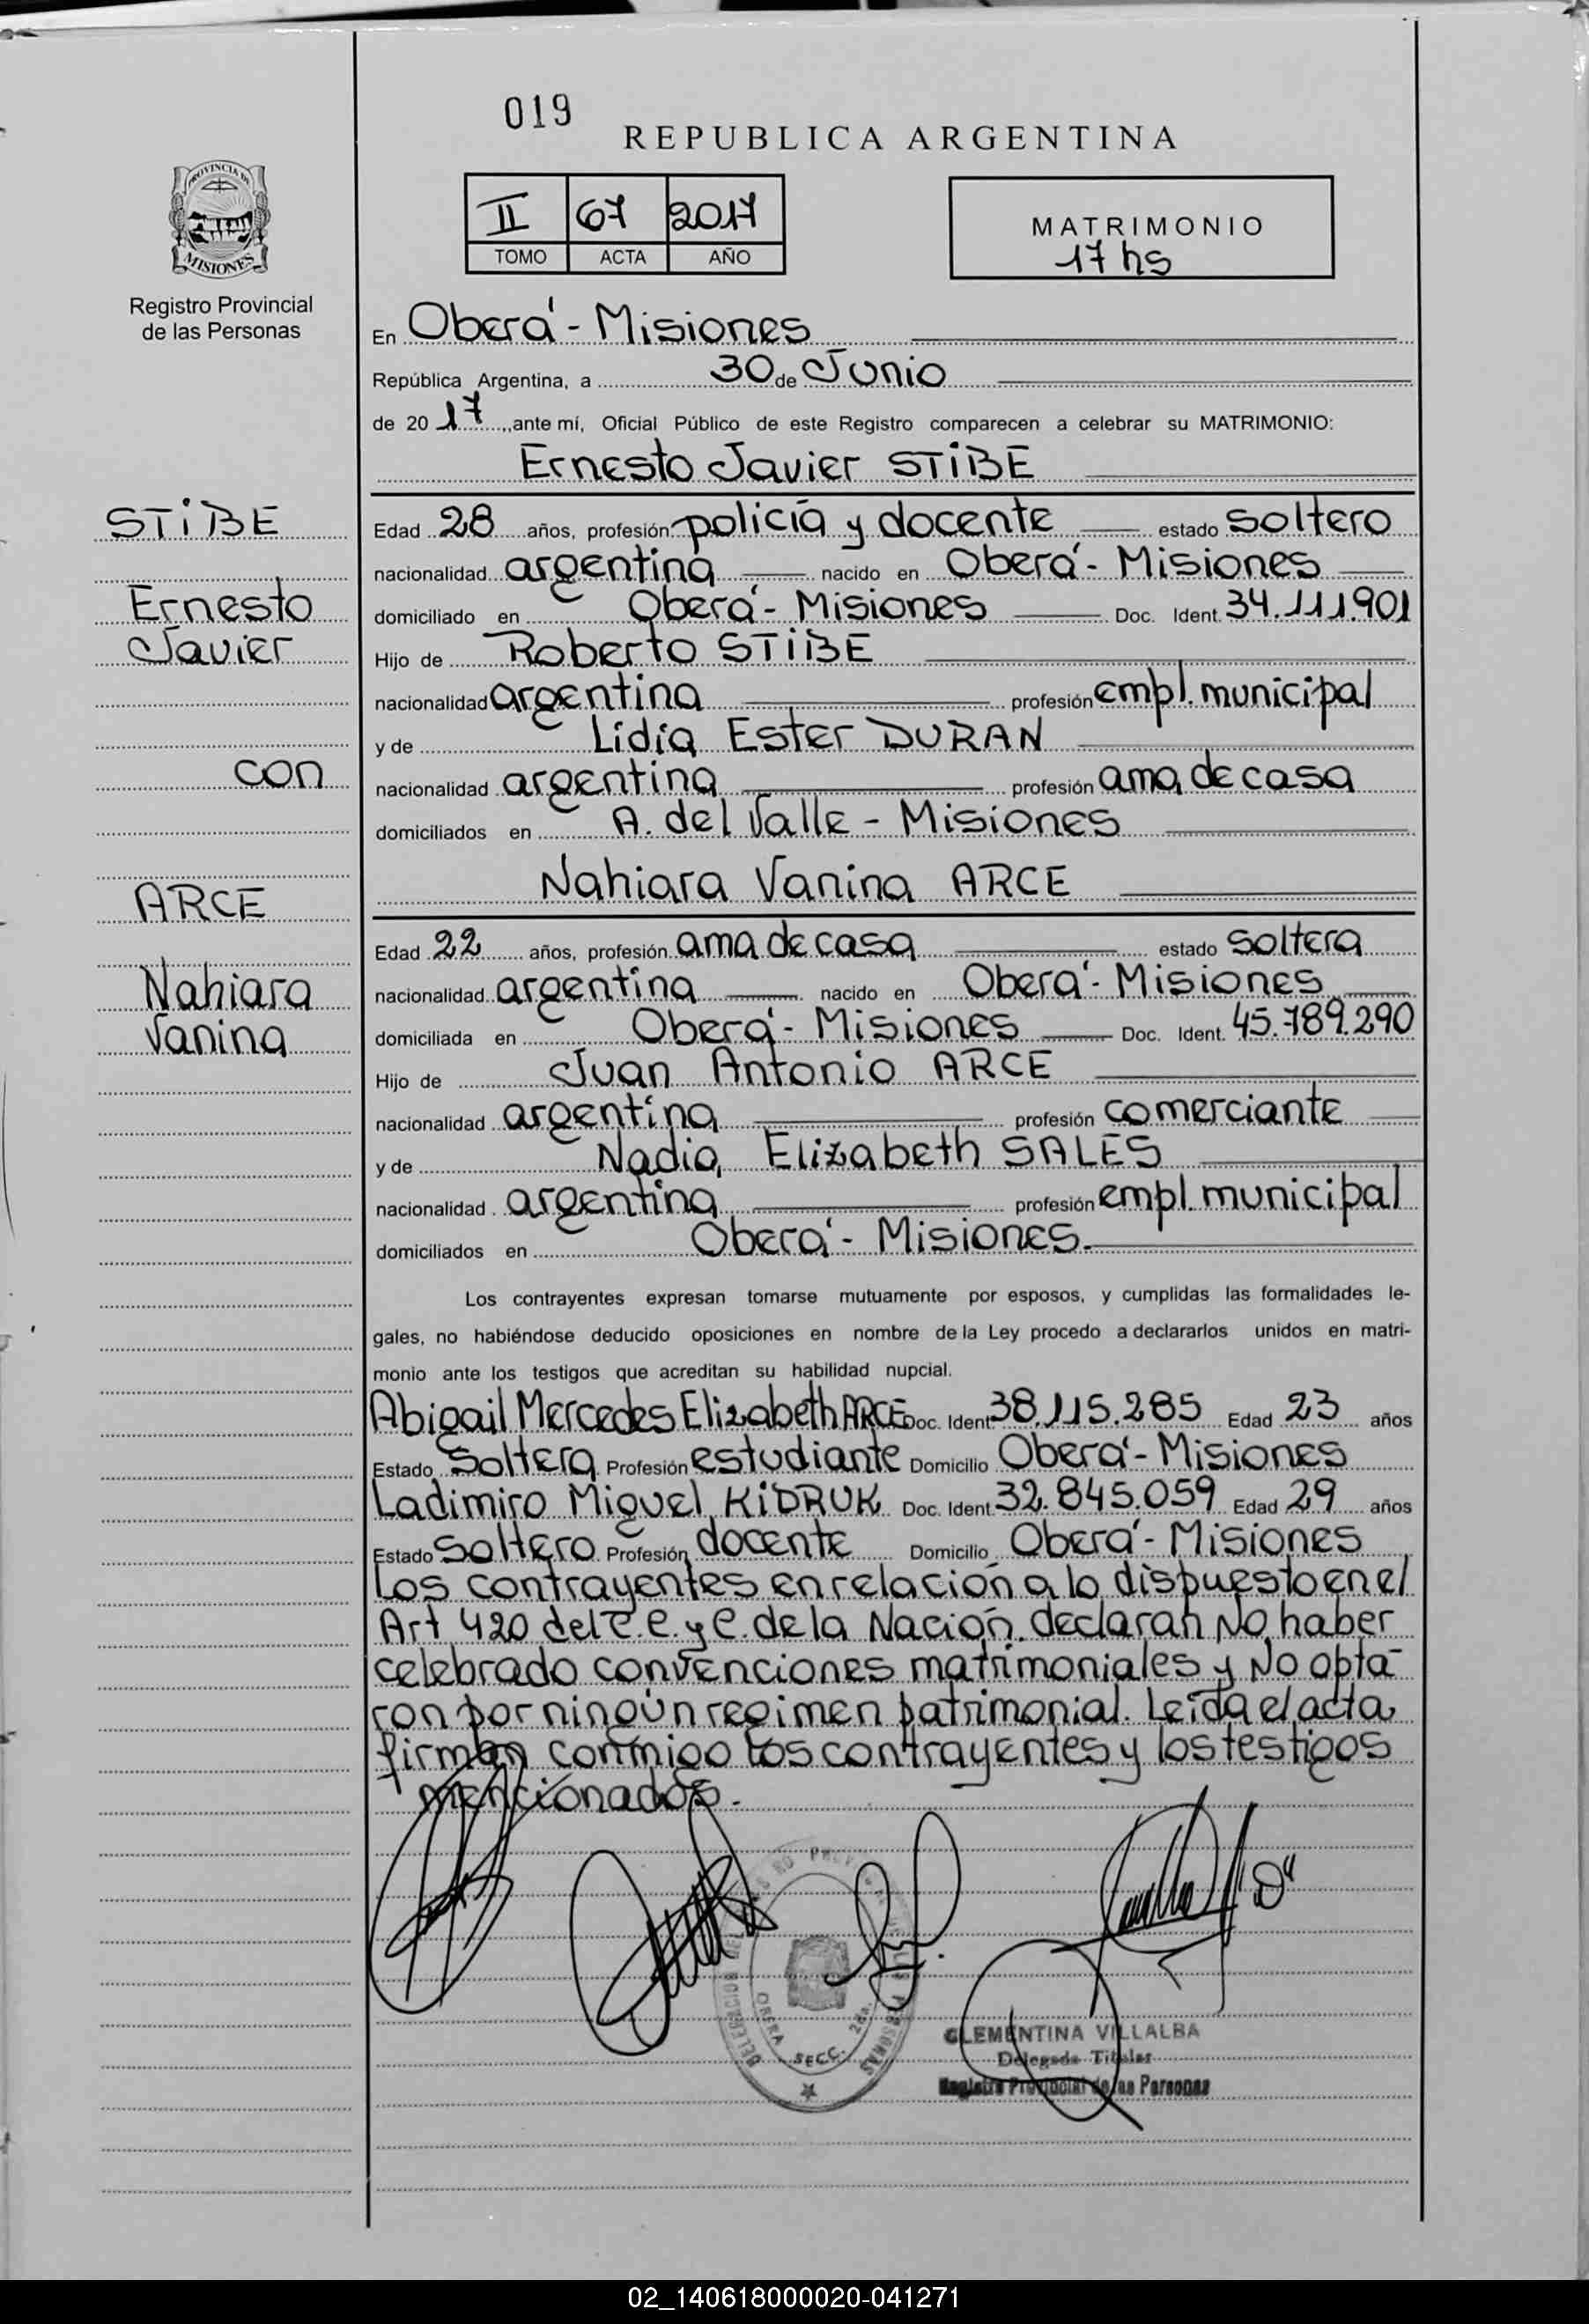 019
REPUBLICA ARGENTINA
PROVINCIA DE
MISIONES
Registro Provincial
de las Personas
II 67 2017
TOMO ACTA AÑO
MATRIMONIO
17 hs
En Oberá - Misiones
República Argentina, a 30 de Junio
de 20 17, ante mí, Oficial Público de este Registro comparecen a celebrar su MATRIMONIO:
Ernesto Javier STIBE
STIBE
Ernesto
Javier
con
ARCE
Nahiara
Vanina
Edad 28 años, profesión policía y docente estado soltero
nacionalidad argentina nacido en Oberá - Misiones
domiciliado en Oberá - Misiones Doc. Ident. 34.111.901
Hijo de Roberto STIBE
nacionalidad argentina profesión empl. municipal
y de Lidia Ester DURAN
nacionalidad argentina profesión ama de casa
domiciliados en A. del Valle - Misiones
Nahiara Vanina ARCE
Edad 22 años, profesión ama de casa estado soltera
nacionalidad argentina nacido en Oberá - Misiones
domiciliada en Oberá - Misiones Doc. Ident. 45.789.290
Hijo de Juan Antonio ARCE
nacionalidad argentina profesión comerciante
y de Nadia Elizabeth SALES
nacionalidad argentina profesión empl. municipal
domiciliados en Oberá - Misiones.
Los contrayentes expresan tomarse mutuamente por esposos, y cumplidas las formalidades le-
gales, no habiéndose deducido oposiciones en nombre de la Ley procedo a declararlos unidos en matri-
monio ante los testigos que acreditan su habilidad nupcial.
Abigail Mercedes Elizabeth ARCE Doc. Ident. 38.115.285 Edad 23 años
Estado Soltera Profesión estudiante Domicilio Oberá - Misiones
Ladimiro Miguel KIDRUK Doc. Ident. 32.845.059 Edad 29 años
Estado Soltero Profesión docente Domicilio Oberá - Misiones
Los contrayentes en relación a lo dispuesto en el
Art 420 del C.C. y C. de la Nación, declaran No haber
celebrado convenciones matrimoniales y No opta-
ron por ningún regimen patrimonial. Leída el acta
firman conmigo los contrayentes y los testigos
mencionados.-
OBERA SECC. 2da.
CLEMENTINA VILLALBA
Delegada Titular
Registro Provincial de las Personas
02_140618000020-041271